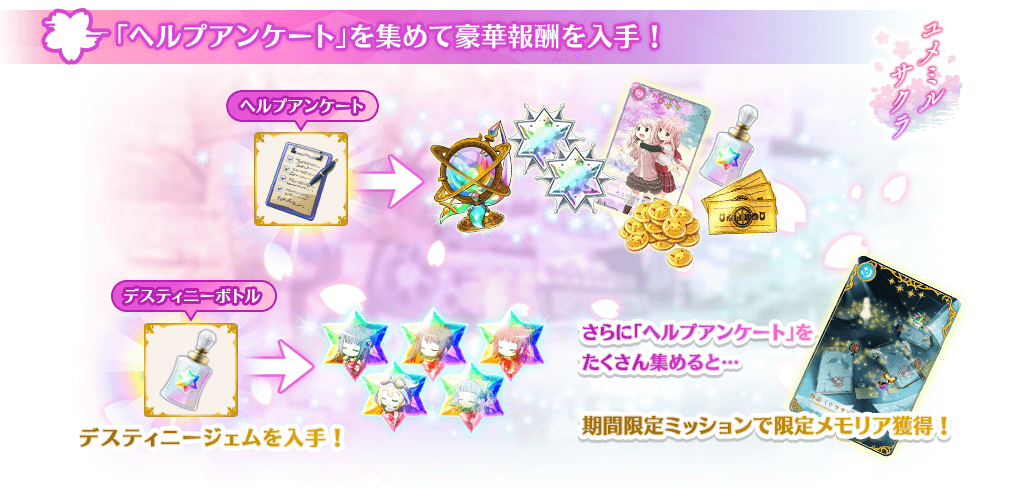 「ヘルプアンケート」を集めて豪華報酬を入手！
ユメミル
サクラ
ヘルプアンケート
デスティニーボトル
さらに「ヘルプアンケート」を
たくさん集めると…
デスティニージェムを入手！
期間限定ミッションで限定メモリア獲得！